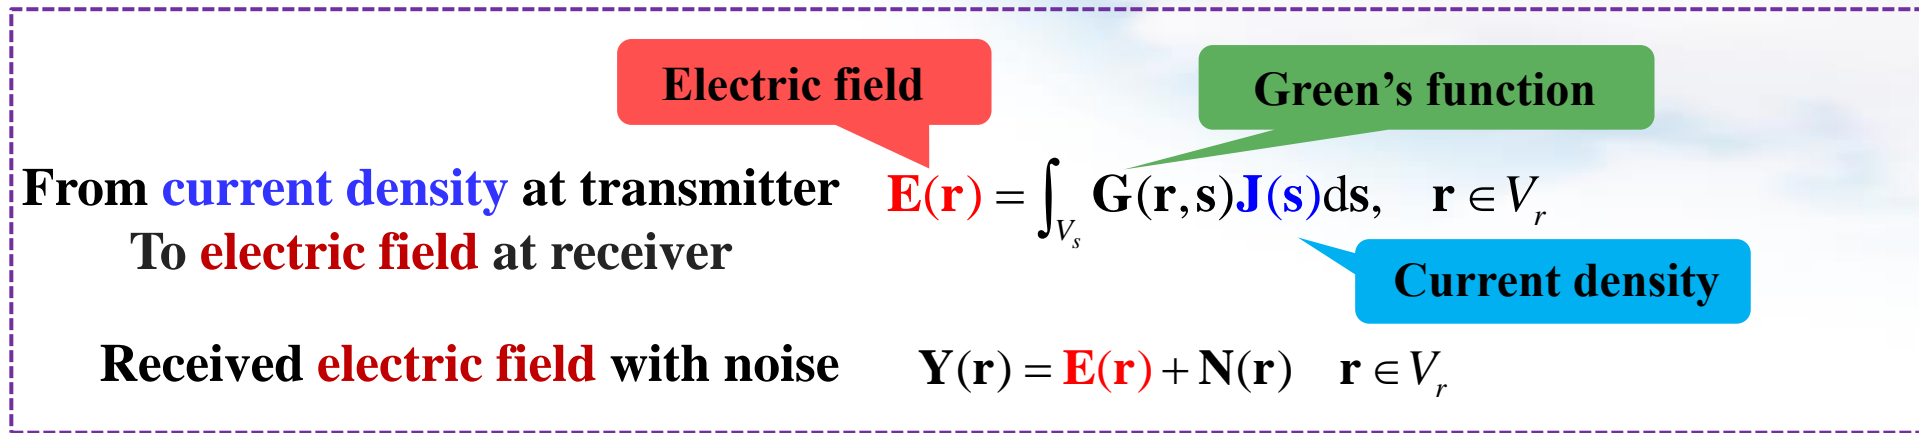 Electric field
Green’s function
From current density at transmitter E(r) = ∫_{V_s} G(r,s)J(s)ds, r ∈ V_r
To electric field at receiver
Current density
Received electric field with noise Y(r) = E(r) + N(r) r ∈ V_r